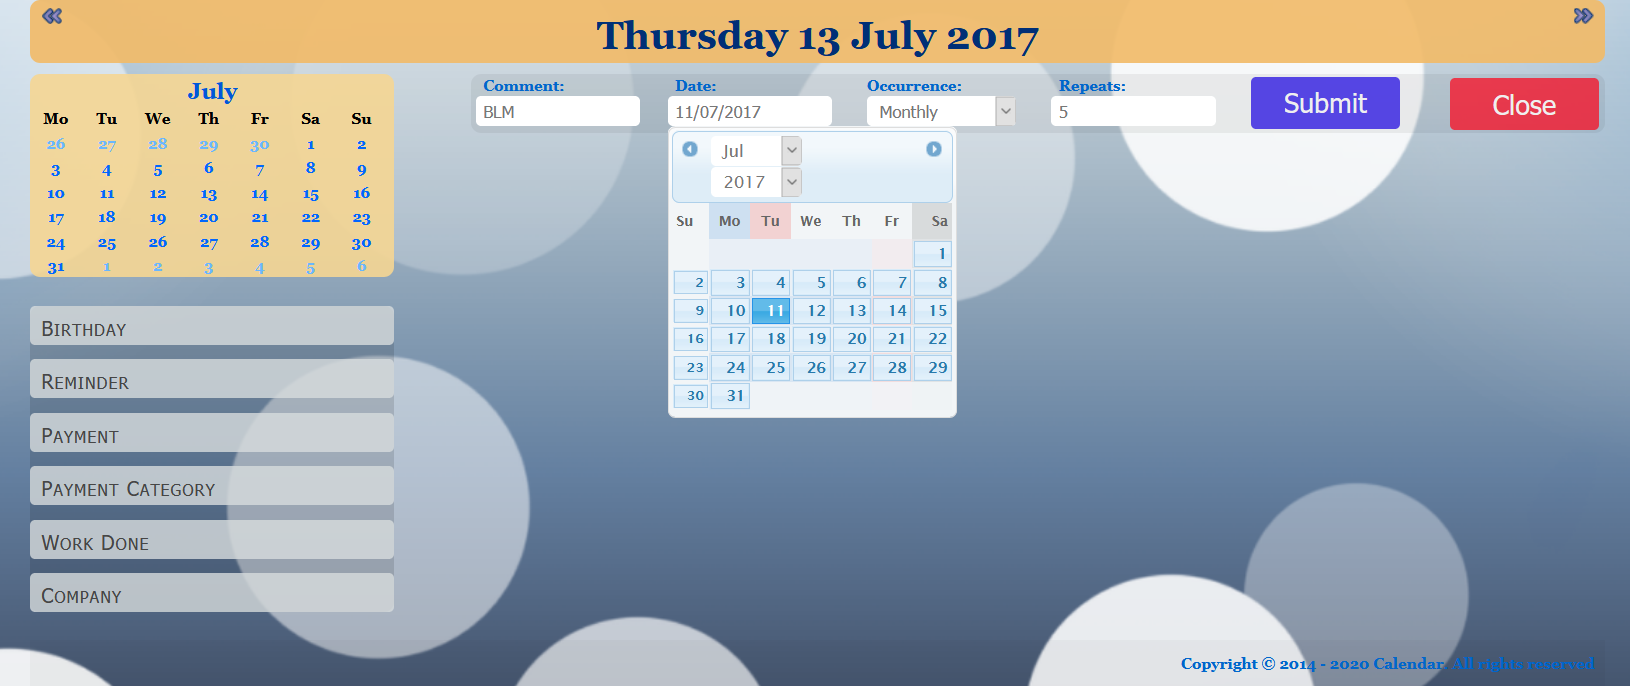 Thursday 13 July 2017
July
Mo Tu We Th Fr Sa Su
26 27 28 29 30 1 2
3 4 5 6 7 8 9
10 11 12 13 14 15 16
17 18 19 20 21 22 23
24 25 26 27 28 29 30
31 1 2 3 4 5 6
Birthday
Reminder
Payment
Payment Category
Work Done
Company
Comment: Date: Occurrence: Repeats:
BLM 11/07/2017 Monthly 5 Submit Close
Jul
2017
Su Mo Tu We Th Fr Sa
1
2 3 4 5 6 7 8
9 10 11 12 13 14 15
16 17 18 19 20 21 22
23 24 25 26 27 28 29
30 31
Copyright © 2014 - 2020 Calendar. All rights reserved